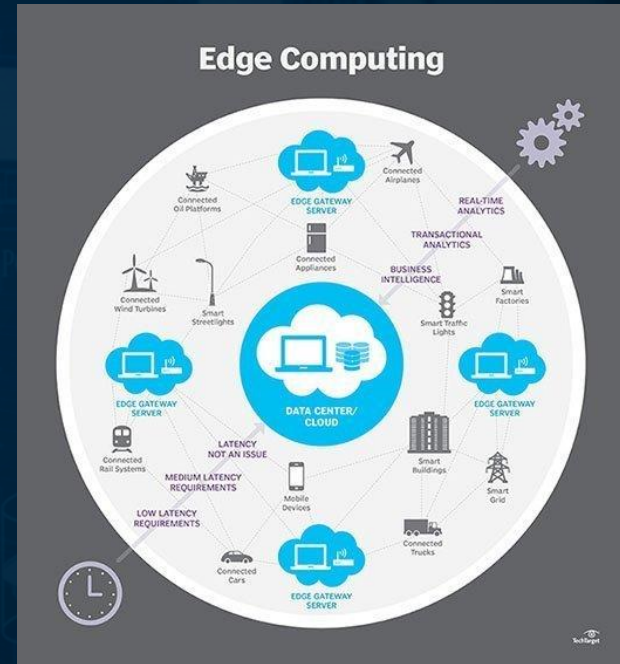 Edge Computing
Connected
Oil Platforms
EDGE GATEWAY
SERVER
Connected
Airplanes
REAL-TIME
ANALYTICS
TRANSACTIONAL
ANALYTICS
BUSINESS
INTELLIGENCE
Connected
Appliances
Connected
Wind Turbines
Smart
Streetlights
Smart
Factories
Smart Traffic
Lights
EDGE GATEWAY
SERVER
DATA CENTER/
CLOUD
EDGE GATEWAY
SERVER
Connected
Rail Systems
LATENCY
NOT AN ISSUE
MEDIUM LATENCY
REQUIREMENTS
LOW LATENCY
REQUIREMENTS
Mobile
Devices
Smart
Buildings
Smart
Grid
Connected
Cars
EDGE GATEWAY
SERVER
Connected
Trucks
TechTarget